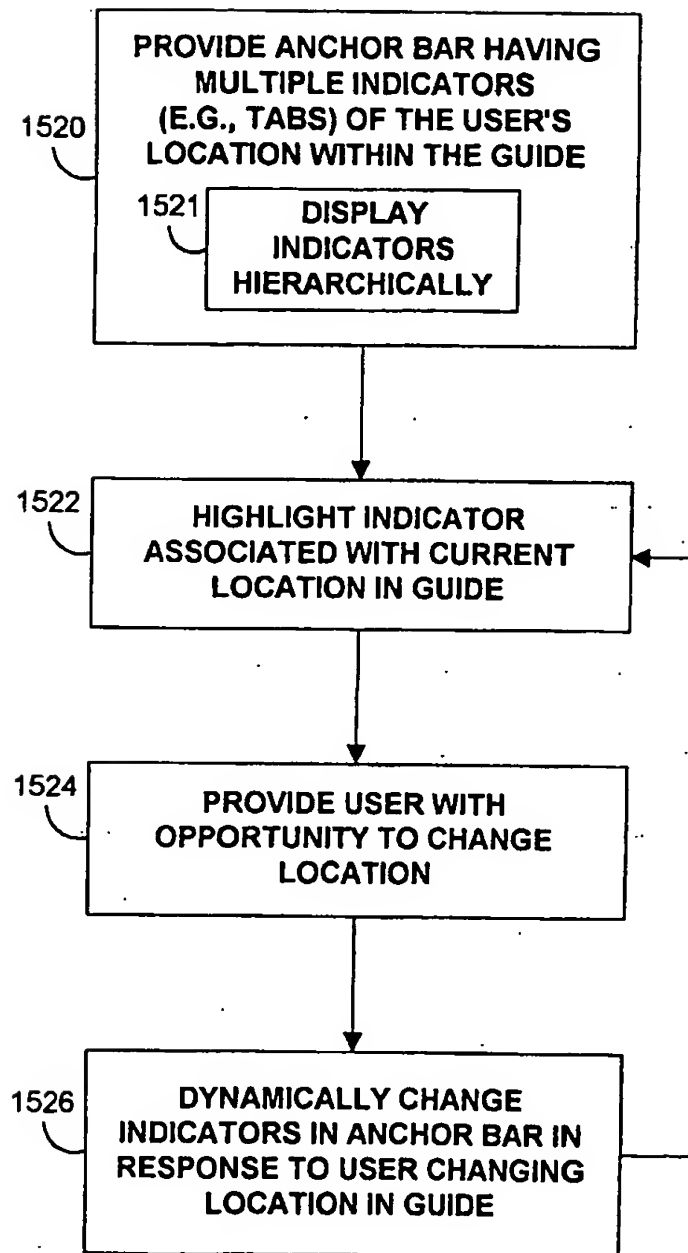 PROVIDE ANCHOR BAR HAVING
MULTIPLE INDICATORS
(E.G., TABS) OF THE USER'S
LOCATION WITHIN THE GUIDE
1520
1521
DISPLAY
INDICATORS
HIERARCHICALLY
1522
HIGHLIGHT INDICATOR
ASSOCIATED WITH CURRENT
LOCATION IN GUIDE
1524
PROVIDE USER WITH
OPPORTUNITY TO CHANGE
LOCATION
1526
DYNAMICALLY CHANGE
INDICATORS IN ANCHOR BAR IN
RESPONSE TO USER CHANGING
LOCATION IN GUIDE